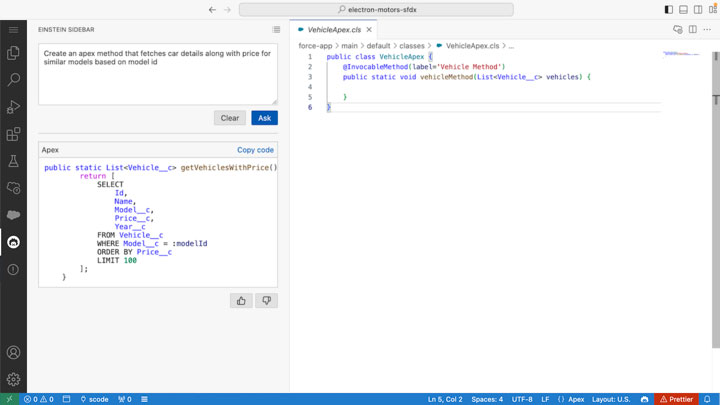 electron-motors-sfdx
EINSTEIN SIDEBAR
Create an apex method that fetches car details along with price for
similar models based on model id
Clear
Ask
Apex
Copy code
public static List<Vehicle__c> getVehiclesWithPrice()
return [
SELECT
Id,
Name,
Model__c,
Price__c,
Year__c
FROM Vehicle__c
WHERE Model__c = :modelId
ORDER BY Price__c
LIMIT 100
];
}
VehicleApex.cls
force-app > main > default > classes > VehicleApex.cls > ...
1 public class VehicleApex {
2 @InvocableMethod(label='Vehicle Method')
3 public static void vehicleMethod(List<Vehicle__c> vehicles) {
4
5 }
6 }
0 0
scode
0
Ln 5, Col 2
Spaces: 4
UTF-8
LF
{ } Apex
Layout: U.S.
Prettier